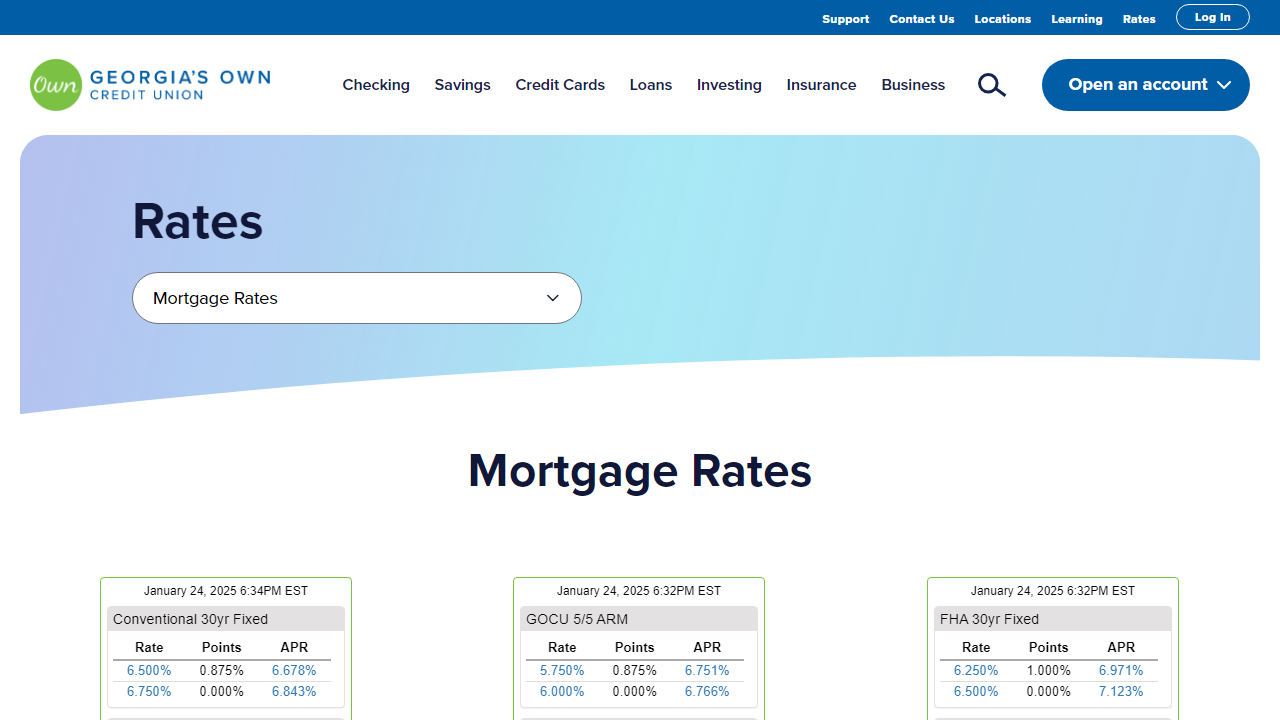 Support Contact Us Locations Learning Rates Log In
Own GEORGIA'S OWN
CREDIT UNION
Checking Savings Credit Cards Loans Investing Insurance Business
Open an account
Rates
Mortgage Rates
Mortgage Rates
January 24, 2025 6:34PM EST
Conventional 30yr Fixed
Rate Points APR
6.500% 0.875% 6.678%
6.750% 0.000% 6.843%
January 24, 2025 6:32PM EST
GOCU 5/5 ARM
Rate Points APR
5.750% 0.875% 6.751%
6.000% 0.000% 6.766%
January 24, 2025 6:32PM EST
FHA 30yr Fixed
Rate Points APR
6.250% 1.000% 6.971%
6.500% 0.000% 7.123%